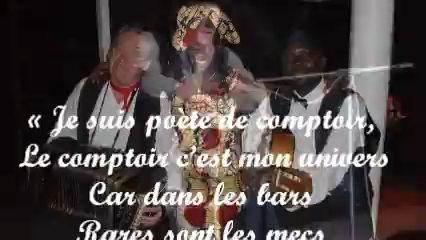 « Je suis poète de comptoir,
Le comptoir c'est mon univers
Car dans les bars
Rares sont les mecs